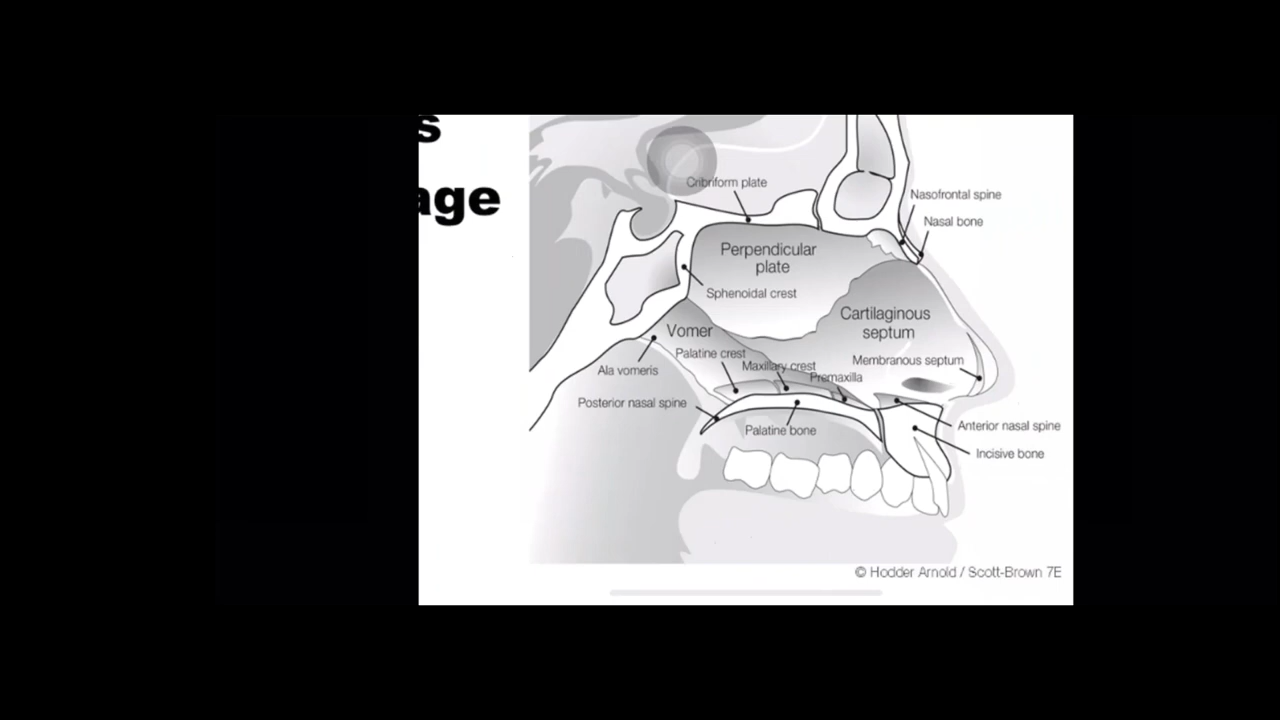 s
age
Cribriform plate
Nasofrontal spine
Nasal bone
Perpendicular
plate
Sphenoidal crest
Cartilaginous
septum
Vomer
Palatine crest
Membranous septum
Maxillary crest
Ala vomeris
Premaxilla
Posterior nasal spine
Palatine bone
Anterior nasal spine
Incisive bone
© Hodder Arnold / Scott-Brown 7E